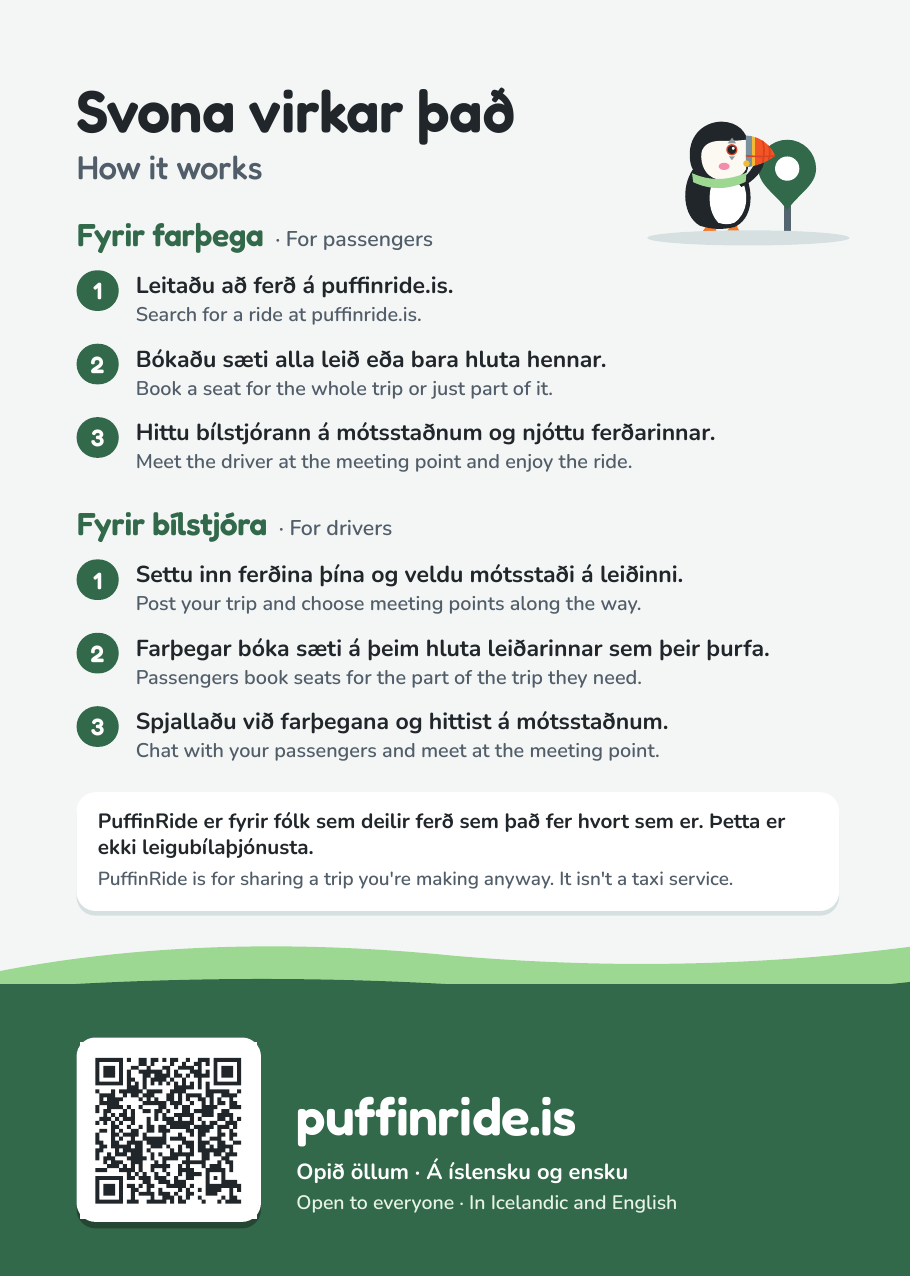 Svona virkar það
How it works
Fyrir farþega · For passengers
1 Leitaðu að ferð á puffinride.is.
Search for a ride at puffinride.is.
2 Bókaðu sæti alla leið eða bara hluta hennar.
Book a seat for the whole trip or just part of it.
3 Hittu bílstjórann á mótsstaðnum og njóttu ferðarinnar.
Meet the driver at the meeting point and enjoy the ride.
Fyrir bílstjóra · For drivers
1 Settu inn ferðina þína og veldu mótsstaði á leiðinni.
Post your trip and choose meeting points along the way.
2 Farþegar bóka sæti á þeim hluta leiðarinnar sem þeir þurfa.
Passengers book seats for the part of the trip they need.
3 Spjallaðu við farþegana og hittist á mótsstaðnum.
Chat with your passengers and meet at the meeting point.
PuffinRide er fyrir fólk sem deilir ferð sem það fer hvort sem er. Þetta er
ekki leigubílaþjónusta.
PuffinRide is for sharing a trip you're making anyway. It isn't a taxi service.
puffinride.is
Opið öllum · Á íslensku og ensku
Open to everyone · In Icelandic and English